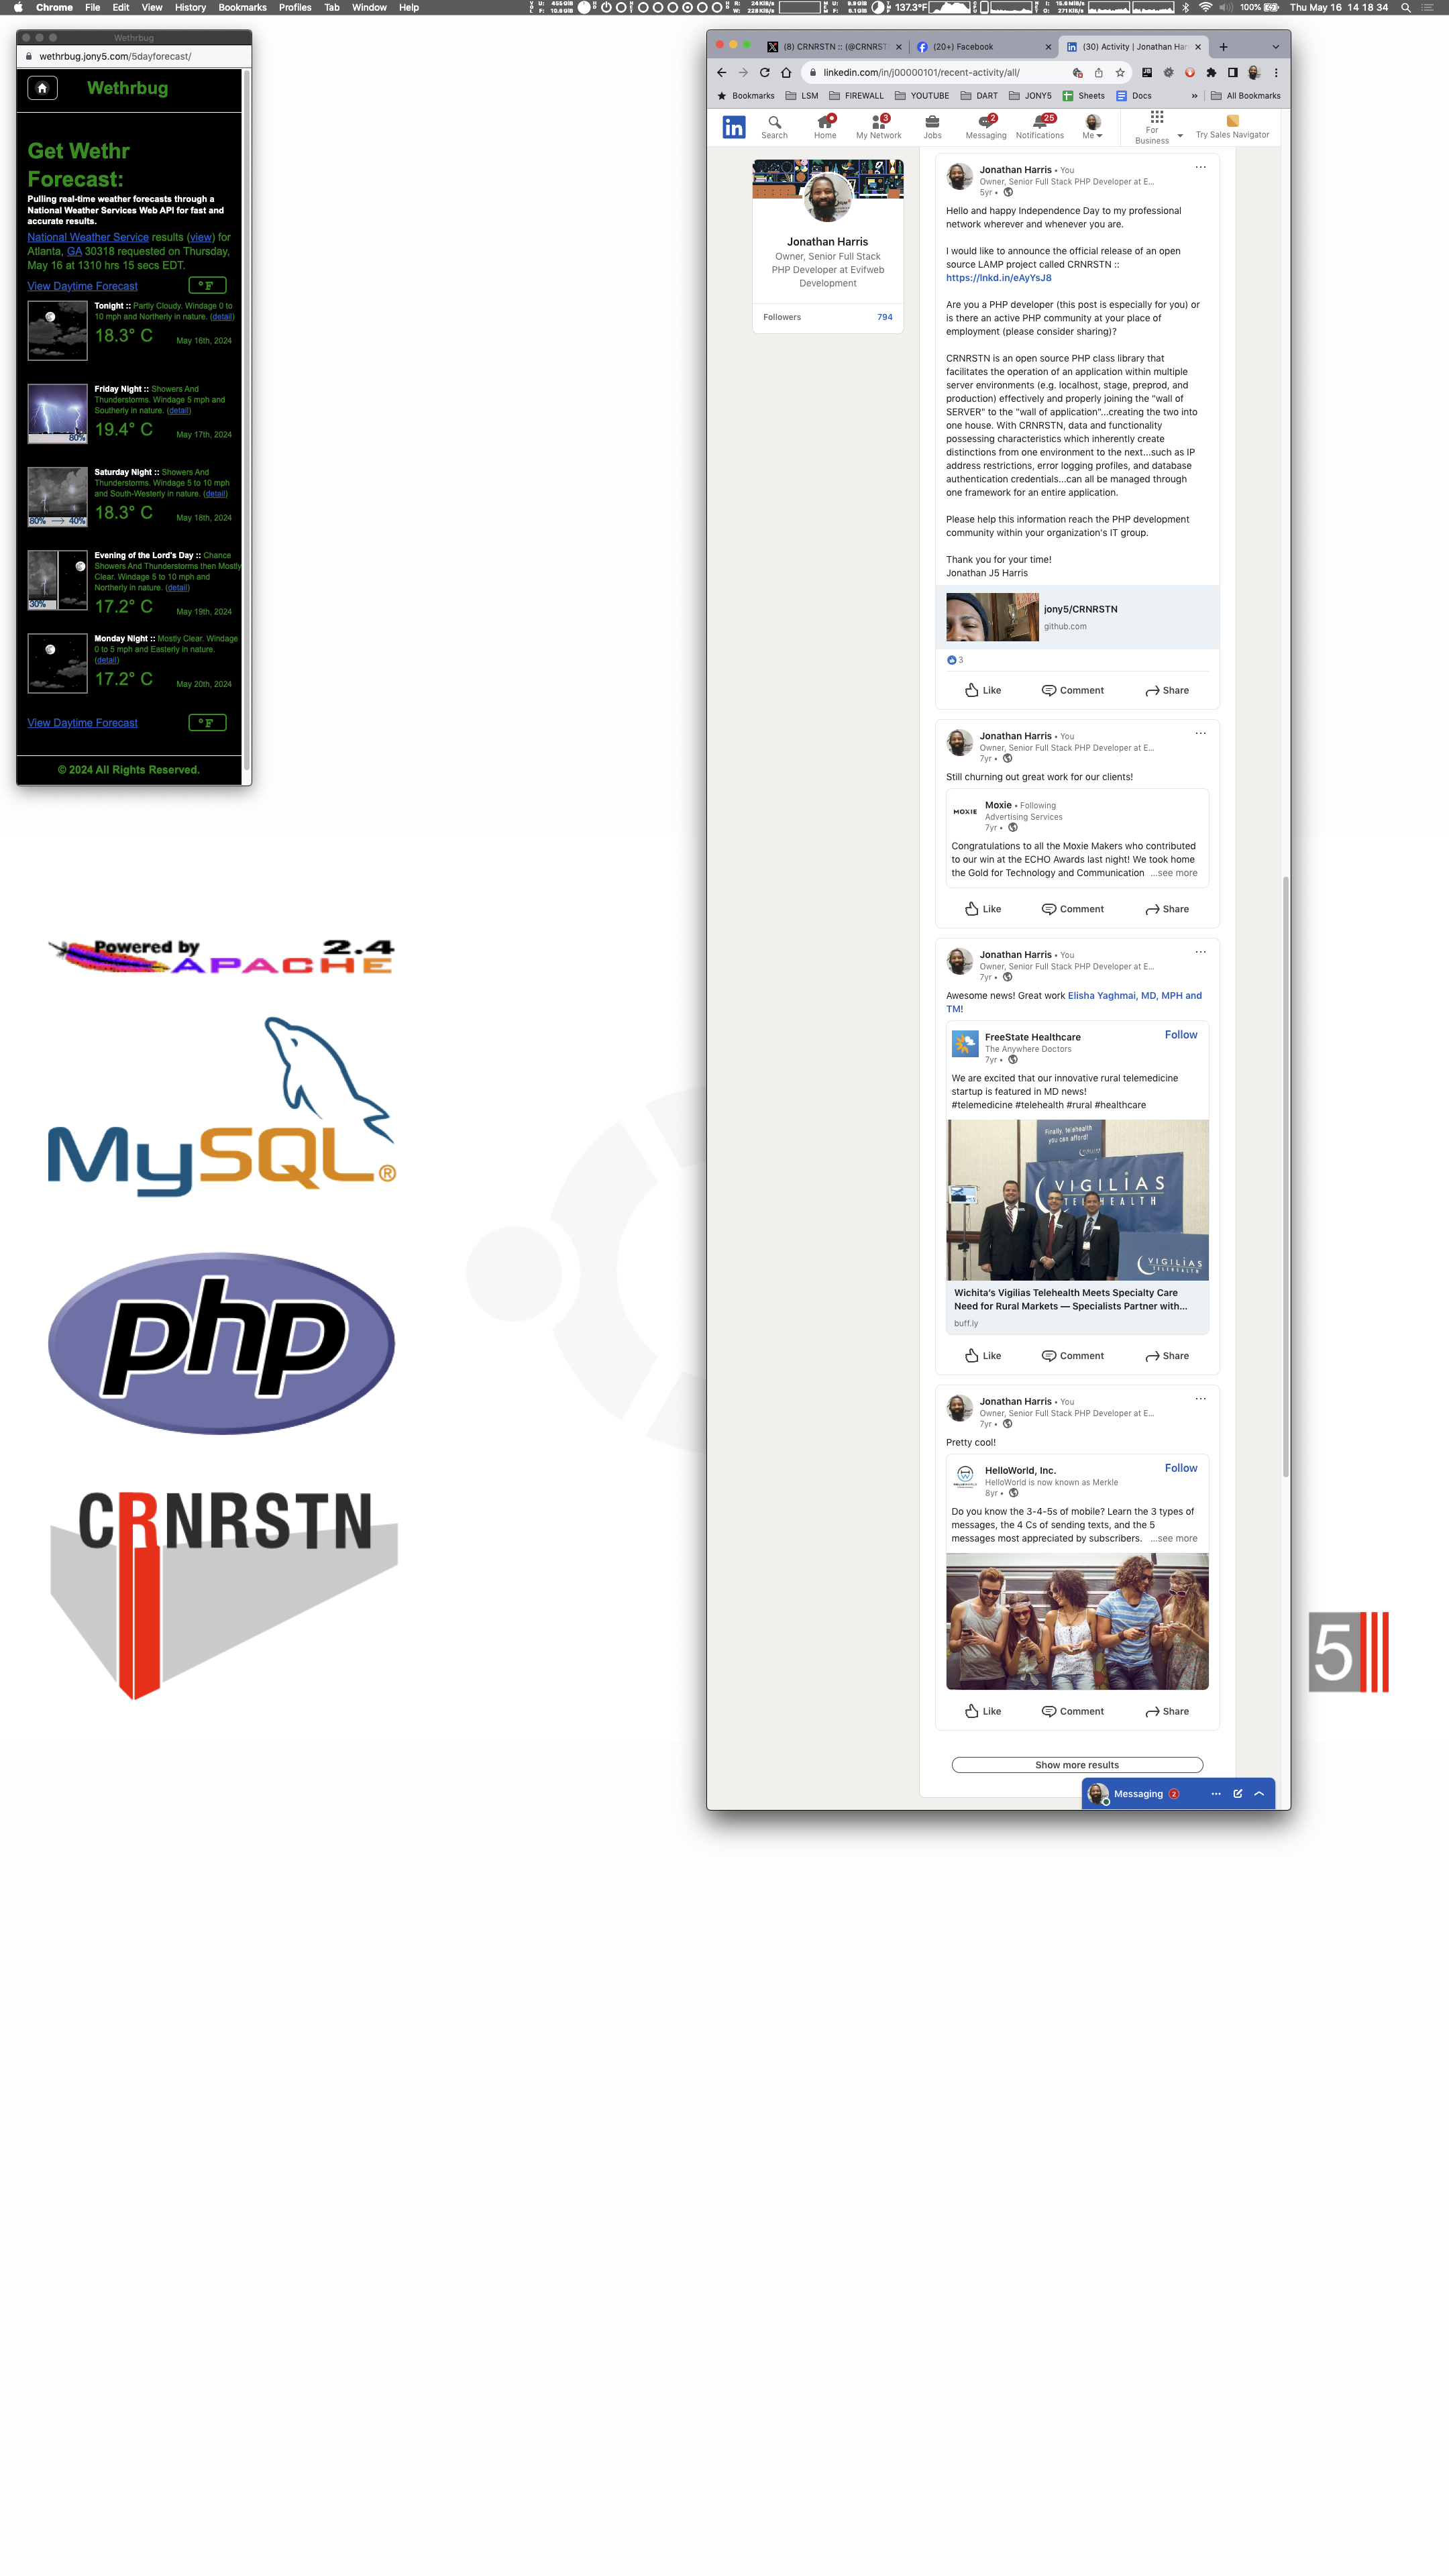 Chrome File Edit View History Bookmarks Profiles Tab Window Help
137.3°F
100%
Thu May 16 14 18 34
Wethrbug
wethrbug.jony5.com/5dayforecast/
Wethrbug
Get Wethr
Forecast:
Pulling real-time weather forecasts through a
National Weather Services Web API for fast and
accurate results.
National Weather Service results (view) for
Atlanta, GA 30318 requested on Thursday,
May 16 at 1310 hrs 15 secs EDT.
View Daytime Forecast
°F
Tonight :: Partly Cloudy. Windage 0 to
10 mph and Northerly in nature. (detail)
18.3° C
May 16th, 2024
Friday Night :: Showers And
Thunderstorms. Windage 5 mph and
Southerly in nature. (detail)
80%
19.4° C
May 17th, 2024
Saturday Night :: Showers And
Thunderstorms. Windage 5 to 10 mph
and South-Westerly in nature. (detail)
80% → 40%
18.3° C
May 18th, 2024
Evening of the Lord's Day :: Chance
Showers And Thunderstorms then Mostly
Clear. Windage 5 to 10 mph and
Northerly in nature. (detail)
30%
17.2° C
May 19th, 2024
Monday Night :: Mostly Clear. Windage
0 to 5 mph and Easterly in nature.
(detail)
17.2° C
May 20th, 2024
View Daytime Forecast
°F
© 2024 All Rights Reserved.
Powered by 2.4
APACHE
MySQL®
php
CRNRSTN
(8) CRNRSTN :: (@CRNRST
(20+) Facebook
(30) Activity | Jonathan Har
linkedin.com/in/j00000101/recent-activity/all/
Bookmarks LSM FIREWALL YOUTUBE DART JONY5 Sheets Docs » All Bookmarks
in
Search
Home
3
My Network
Jobs
2
Messaging
25
Notifications
Me
For
Business
Try Sales Navigator
Jonathan Harris
Owner, Senior Full Stack
PHP Developer at Evifweb
Development
Followers 794
Jonathan Harris • You
Owner, Senior Full Stack PHP Developer at E...
5yr •
Hello and happy Independence Day to my professional
network wherever and whenever you are.
I would like to announce the official release of an open
source LAMP project called CRNRSTN ::
https://lnkd.in/eAyYsJ8
Are you a PHP developer (this post is especially for you) or
is there an active PHP community at your place of
employment (please consider sharing)?
CRNRSTN is an open source PHP class library that
facilitates the operation of an application within multiple
server environments (e.g. localhost, stage, preprod, and
production) effectively and properly joining the "wall of
SERVER" to the "wall of application"...creating the two into
one house. With CRNRSTN, data and functionality
possessing characteristics which inherently create
distinctions from one environment to the next...such as IP
address restrictions, error logging profiles, and database
authentication credentials...can all be managed through
one framework for an entire application.
Please help this information reach the PHP development
community within your organization's IT group.
Thank you for your time!
Jonathan J5 Harris
jony5/CRNRSTN
github.com
3
Like Comment Share
Jonathan Harris • You
Owner, Senior Full Stack PHP Developer at E...
7yr •
Still churning out great work for our clients!
MOXIE
Moxie • Following
Advertising Services
7yr •
Congratulations to all the Moxie Makers who contributed
to our win at the ECHO Awards last night! We took home
the Gold for Technology and Communication ...see more
Like Comment Share
Jonathan Harris • You
Owner, Senior Full Stack PHP Developer at E...
7yr •
Awesome news! Great work Elisha Yaghmai, MD, MPH and
TM!
FreeState Healthcare
Follow
The Anywhere Doctors
7yr •
We are excited that our innovative rural telemedicine
startup is featured in MD news!
#telemedicine #telehealth #rural #healthcare
Finally, telehealth
you can afford!
VIGILIAS
TELEHEALTH
VIGILIAS
TELEHEALTH
Wichita's Vigilias Telehealth Meets Specialty Care
Need for Rural Markets — Specialists Partner with...
buff.ly
Like Comment Share
Jonathan Harris • You
Owner, Senior Full Stack PHP Developer at E...
7yr •
Pretty cool!
HelloWorld, Inc.
Follow
HelloWorld is now known as Merkle
8yr •
Do you know the 3-4-5s of mobile? Learn the 3 types of
messages, the 4 Cs of sending texts, and the 5
messages most appreciated by subscribers. ...see more
Like Comment Share
Show more results
Messaging 2
5